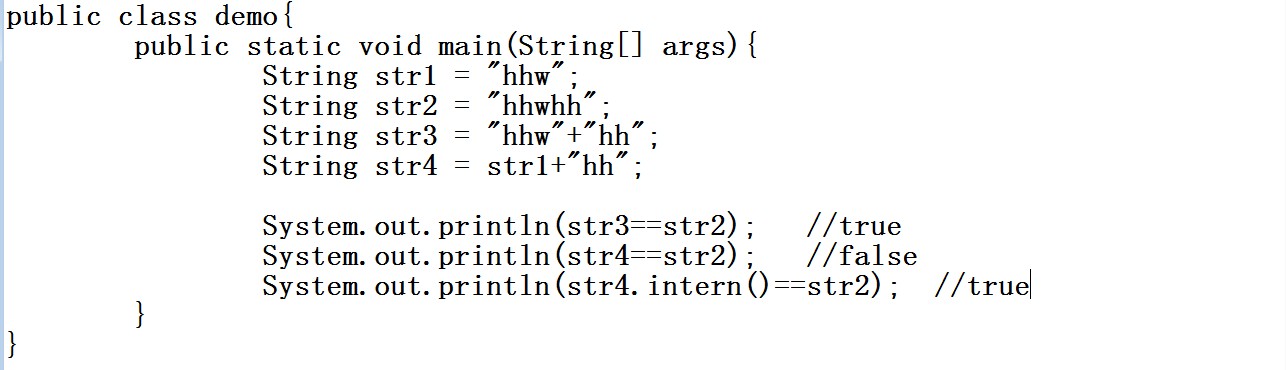 public class demo{
        public static void main(String[] args){
                String str1 = "hhw";
                String str2 = "hhwhh";
                String str3 = "hhw"+"hh";
                String str4 = str1+"hh";

                System.out.println(str3==str2);   //true
                System.out.println(str4==str2);   //false
                System.out.println(str4.intern()==str2);  //true
        }
}